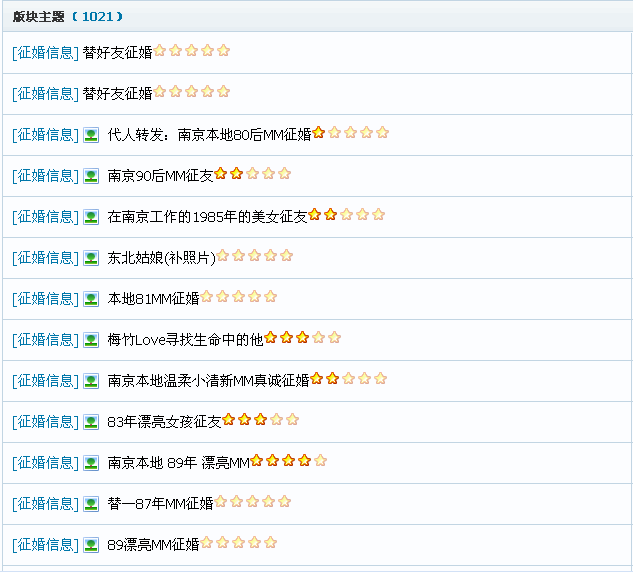 版块主题（1021）
[征婚信息] 替好友征婚
[征婚信息] 替好友征婚
[征婚信息] 代人转发：南京本地80后MM征婚
[征婚信息] 南京90后MM征友
[征婚信息] 在南京工作的1985年的美女征友
[征婚信息] 东北姑娘(补照片)
[征婚信息] 本地81MM征婚
[征婚信息] 梅竹Love寻找生命中的他
[征婚信息] 南京本地温柔小清新MM真诚征婚
[征婚信息] 83年漂亮女孩征友
[征婚信息] 南京本地 89年 漂亮MM
[征婚信息] 替一87年MM征婚
[征婚信息] 89漂亮MM征婚